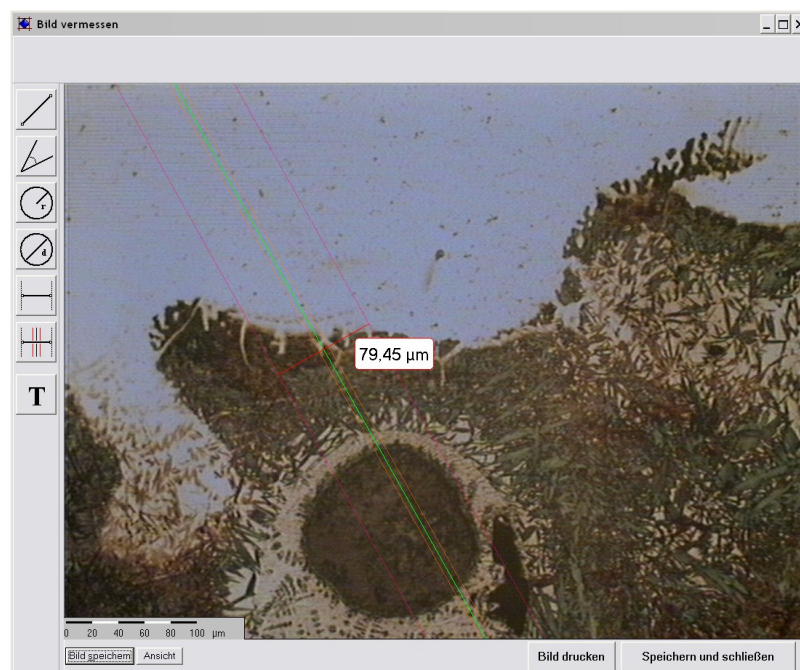 Bild vermessen
r
d
T
79,45 µm
0 20 40 60 80 100 µm
Bild speichern Ansicht Bild drucken Speichern und schließen